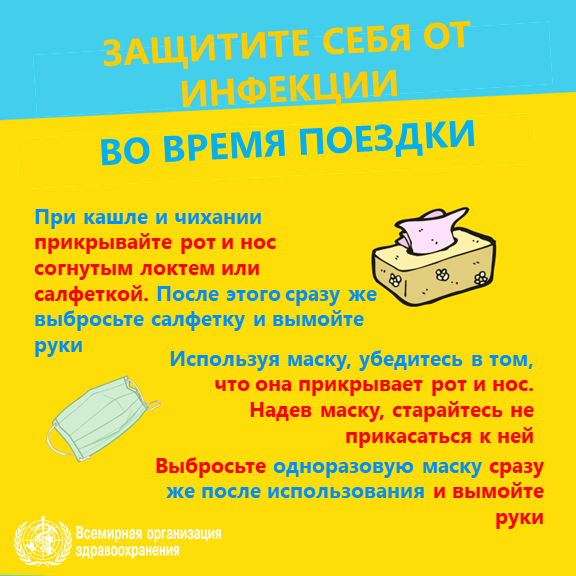 ЗАЩИТИТЕ СЕБЯ ОТ
ИНФЕКЦИИ
ВО ВРЕМЯ ПОЕЗДКИ
При кашле и чихании
прикрывайте рот и нос
согнутым локтем или
салфеткой. После этого сразу же
выбросьте салфетку и вымойте
руки
Используя маску, убедитесь в том,
что она прикрывает рот и нос.
Надев маску, старайтесь не
прикасаться к ней
Выбросьте одноразовую маску сразу
же после использования и вымойте
руки
Всемирная организация
здравоохранения